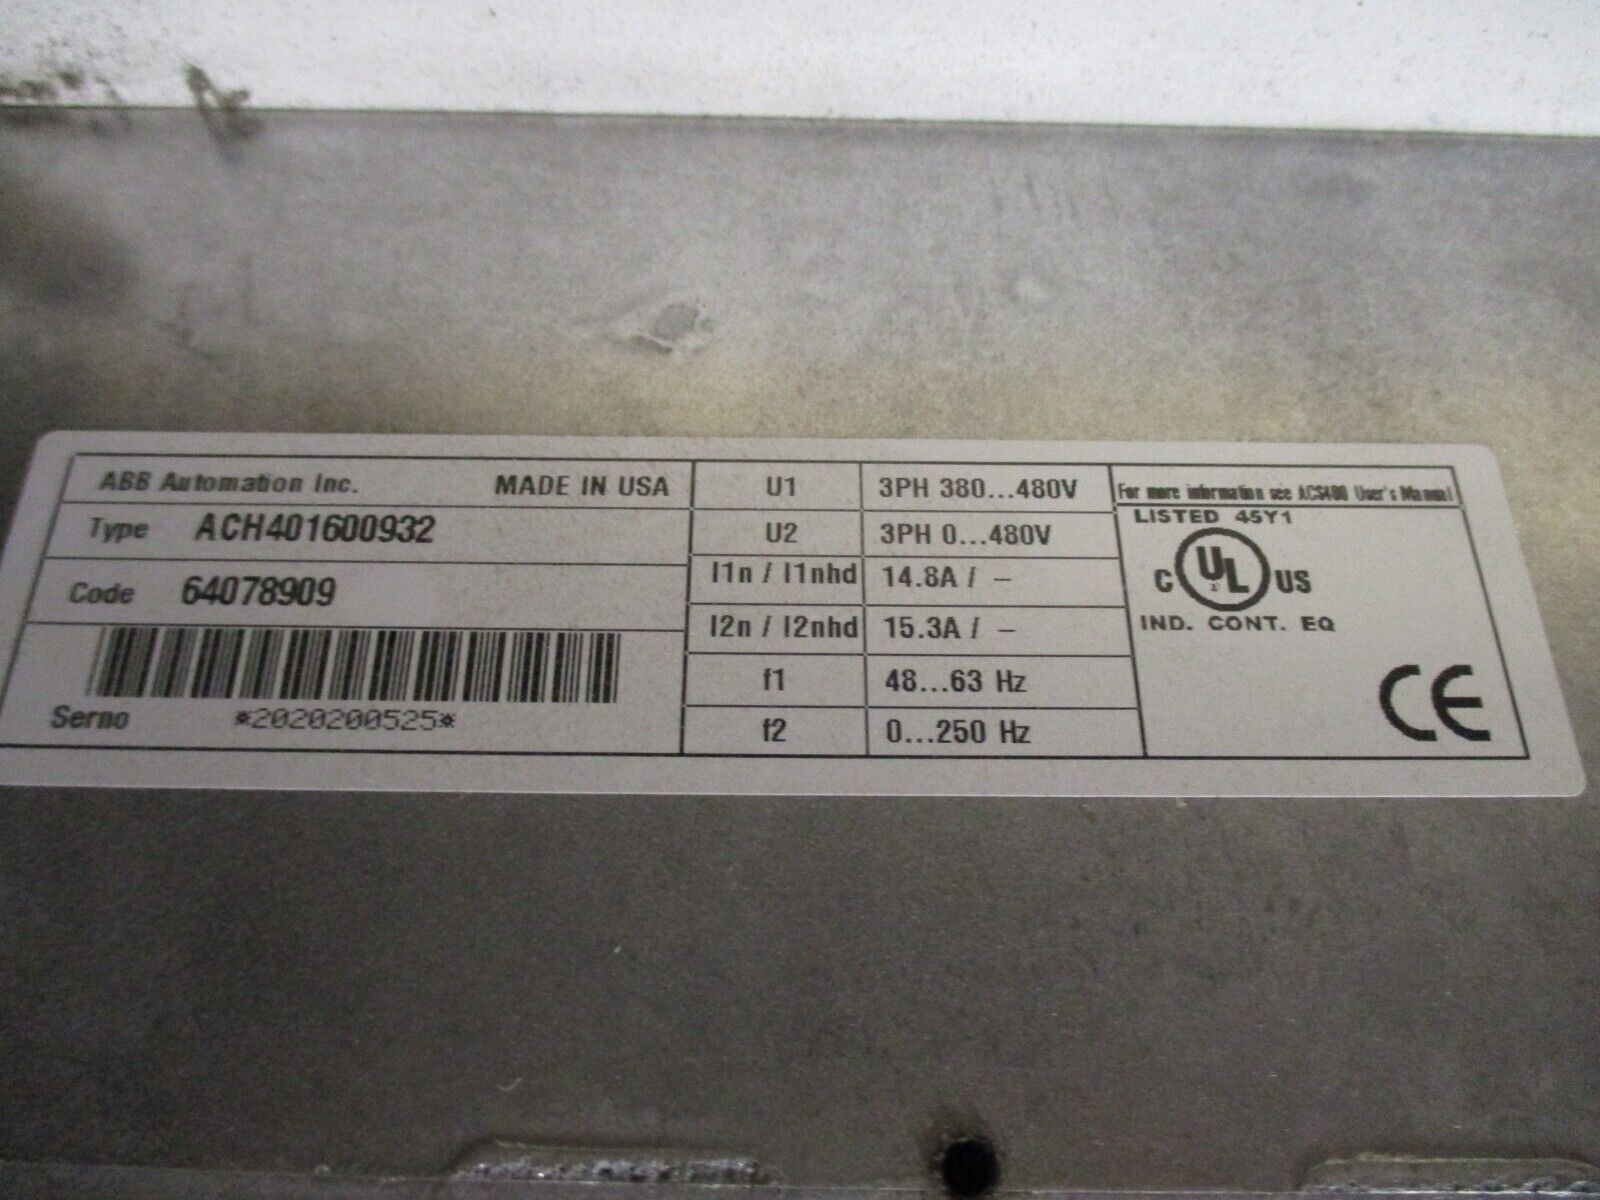 ABB Automation Inc. MADE IN USA
Type ACH401600932
Code 64078909
Serno *2020200525*
U1 3PH 380...480V
U2 3PH 0...480V
I1n / I1nhd 14.8A / –
I2n / I2nhd 15.3A / –
f1 48...63 Hz
f2 0...250 Hz
For more information see ACS400 User's Manual
LISTED 45Y1
C UL US
IND. CONT. EQ
CE